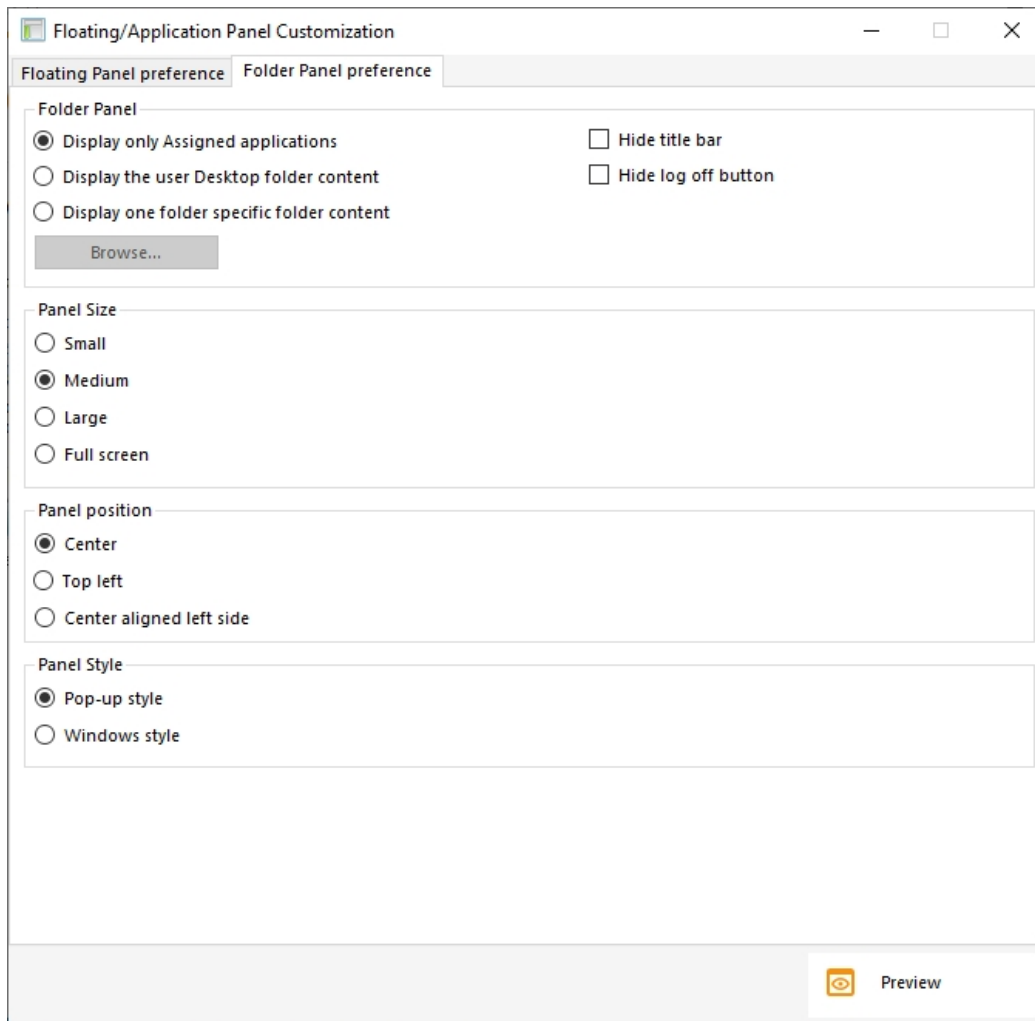 Floating/Application Panel Customization
Floating Panel preference Folder Panel preference
Folder Panel
Display only Assigned applications Hide title bar
Display the user Desktop folder content Hide log off button
Display one folder specific folder content
Browse...
Panel Size
Small
Medium
Large
Full screen
Panel position
Center
Top left
Center aligned left side
Panel Style
Pop-up style
Windows style
Preview